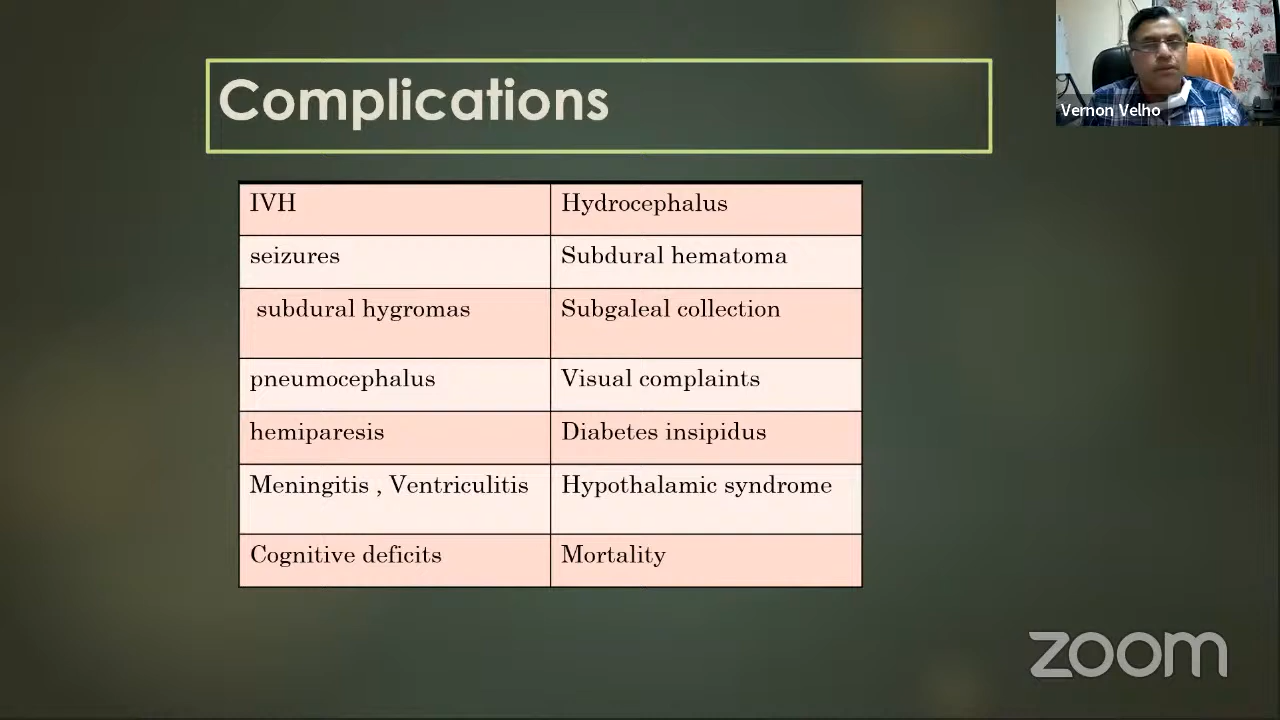 Complications
Vernon Velho
IVH
Hydrocephalus
seizures
Subdural hematoma
subdural hygromas
Subgaleal collection
pneumocephalus
Visual complaints
hemiparesis
Diabetes insipidus
Meningitis , Ventriculitis
Hypothalamic syndrome
Cognitive deficits
Mortality
zoom